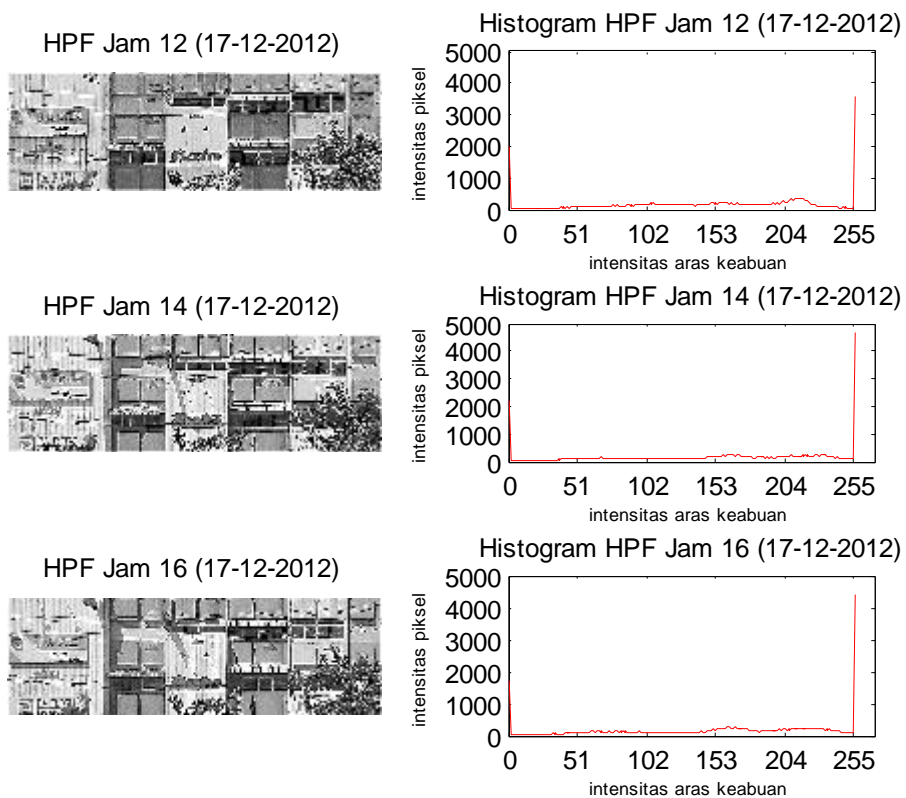 HPF Jam 12 (17-12-2012)
Histogram HPF Jam 12 (17-12-2012)
intensitas piksel
5000
4000
3000
2000
1000
0
0 51 102 153 204 255
intensitas aras keabuan
HPF Jam 14 (17-12-2012)
Histogram HPF Jam 14 (17-12-2012)
intensitas piksel
5000
4000
3000
2000
1000
0
0 51 102 153 204 255
intensitas aras keabuan
HPF Jam 16 (17-12-2012)
Histogram HPF Jam 16 (17-12-2012)
intensitas piksel
5000
4000
3000
2000
1000
0
0 51 102 153 204 255
intensitas aras keabuan